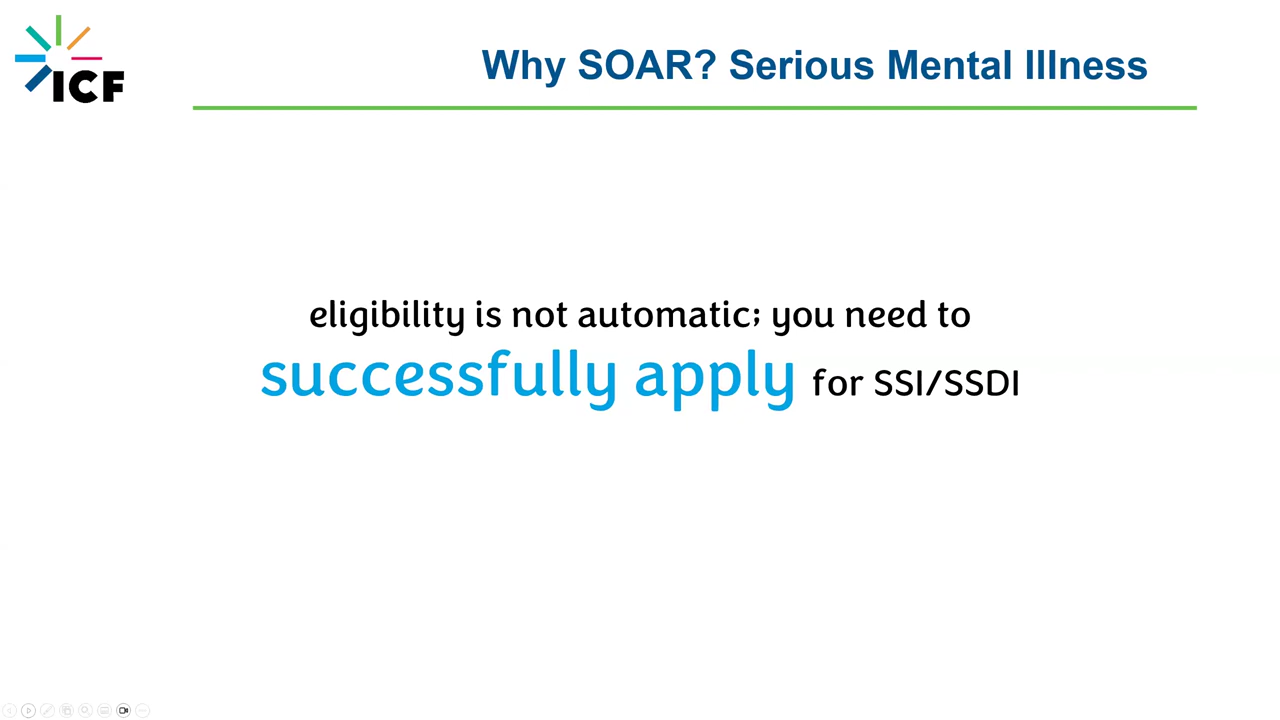 ICF
Why SOAR? Serious Mental Illness
eligibility is not automatic; you need to
successfully apply for SSI/SSDI